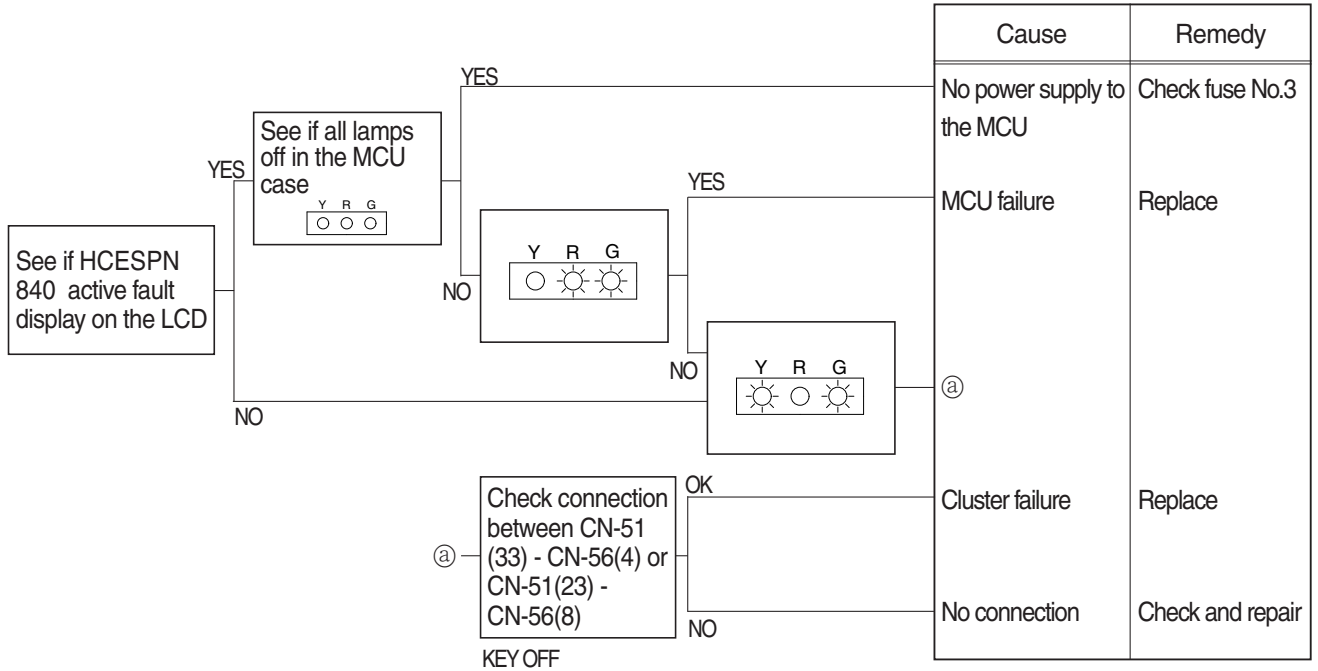 Cause
Remedy
YES
No power supply to
the MCU
Check fuse No.3
See if all lamps
off in the MCU
case
Y R G
YES
YES
MCU failure
Replace
See if HCESPN
840 active fault
display on the LCD
Y R G
NO
NO
Y R G
ⓐ
NO
Check connection
between CN-51
(33) - CN-56(4) or
CN-51(23) -
CN-56(8)
OK
Cluster failure
Replace
ⓐ
NO
No connection
Check and repair
KEY OFF